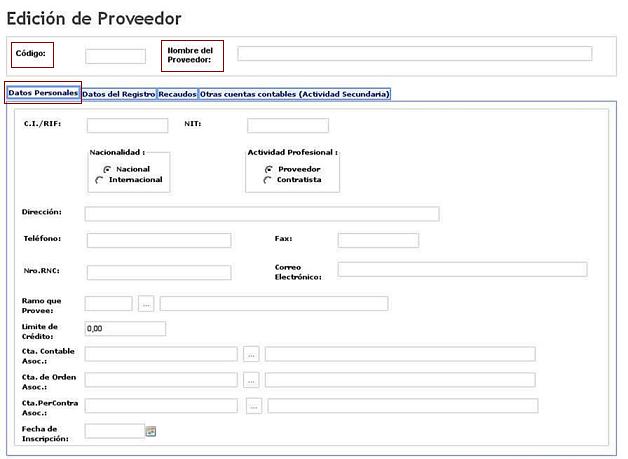 Edición de Proveedor
Código:
Nombre del
Proveedor:
Datos Personales Datos del Registro Recaudos Otras cuentas contables (Actividad Secundaria)
C.I./RIF: NIT:
Nacionalidad : Actividad Profesional :
Nacional Proveedor
Internacional Contratista
Dirección:
Teléfono: Fax:
Nro.RNC: Correo
Electrónico:
Ramo que
Provee: ...
Limite de
Crédito: 0,00
Cta. Contable
Asoc.: ...
Cta. de Orden
Asoc.: ...
Cta.PerContra
Asoc.: ...
Fecha de
Inscripción: